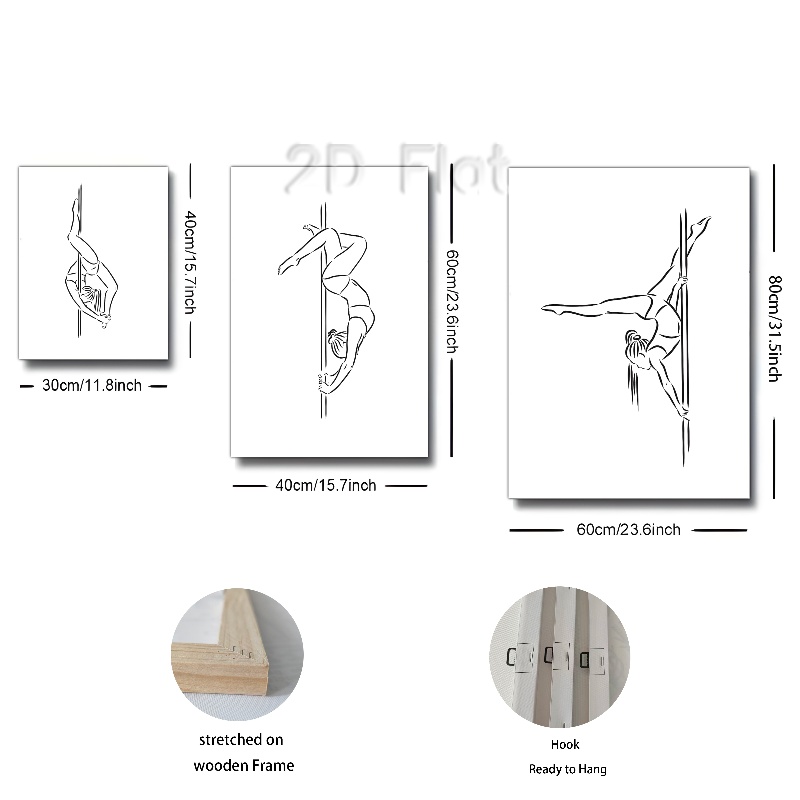 2D Flat
40cm/15.7inch
30cm/11.8inch
60cm/23.6inch
40cm/15.7inch
80cm/31.5inch
60cm/23.6inch
stretched on
wooden Frame
Hook
Ready to Hang